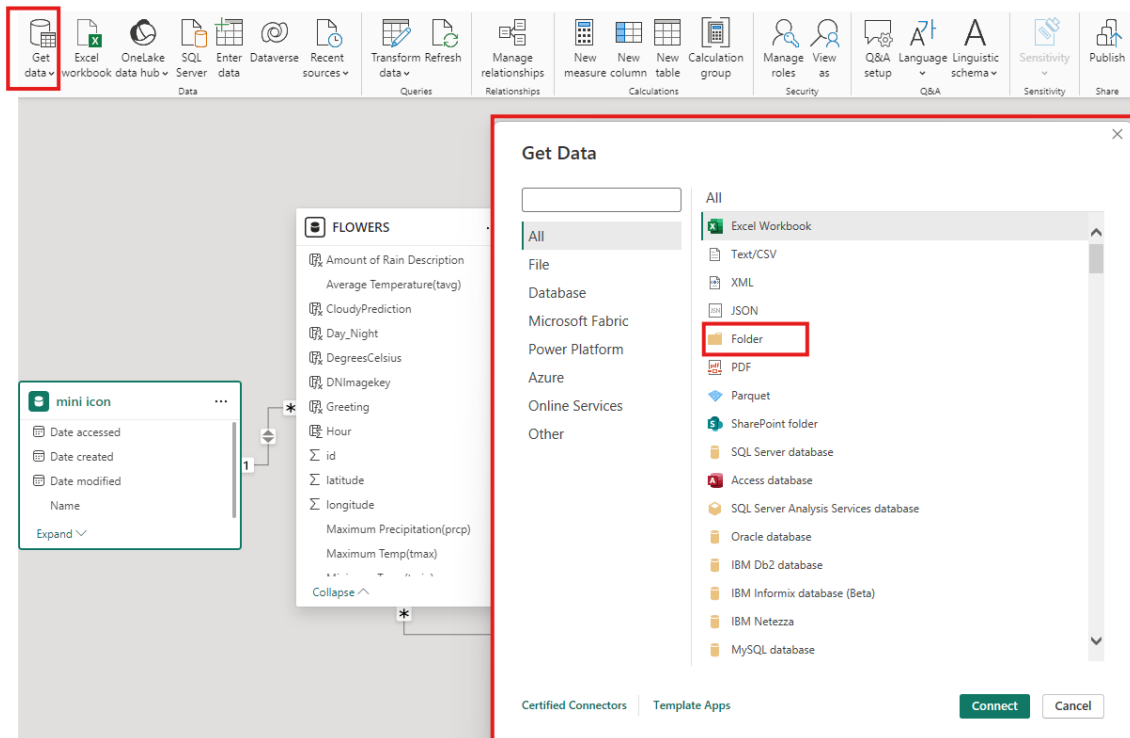 Get data
Excel workbook
OneLake data hub
SQL Server
Enter data
Dataverse
Recent sources
Transform data
Refresh
Manage relationships
New measure
New column
New table
Calculation group
Manage roles
View as
Q&A setup
Language
Linguistic schema
Sensitivity
Publish
Data
Queries
Relationships
Calculations
Security
Q&A
Sensitivity
Share
mini icon
Date accessed
Date created
Date modified
Name
Expand
1
*
FLOWERS
Amount of Rain Description
Average Temperature(tavg)
CloudyPrediction
Day_Night
DegreesCelsius
DNImagekey
Greeting
Hour
id
latitude
longitude
Maximum Precipitation(prcp)
Maximum Temp(tmax)
Collapse
*
Get Data
All
File
Database
Microsoft Fabric
Power Platform
Azure
Online Services
Other
All
Excel Workbook
Text/CSV
XML
JSON
Folder
PDF
Parquet
SharePoint folder
SQL Server database
Access database
SQL Server Analysis Services database
Oracle database
IBM Db2 database
IBM Informix database (Beta)
IBM Netezza
MySQL database
Certified Connectors
Template Apps
Connect
Cancel